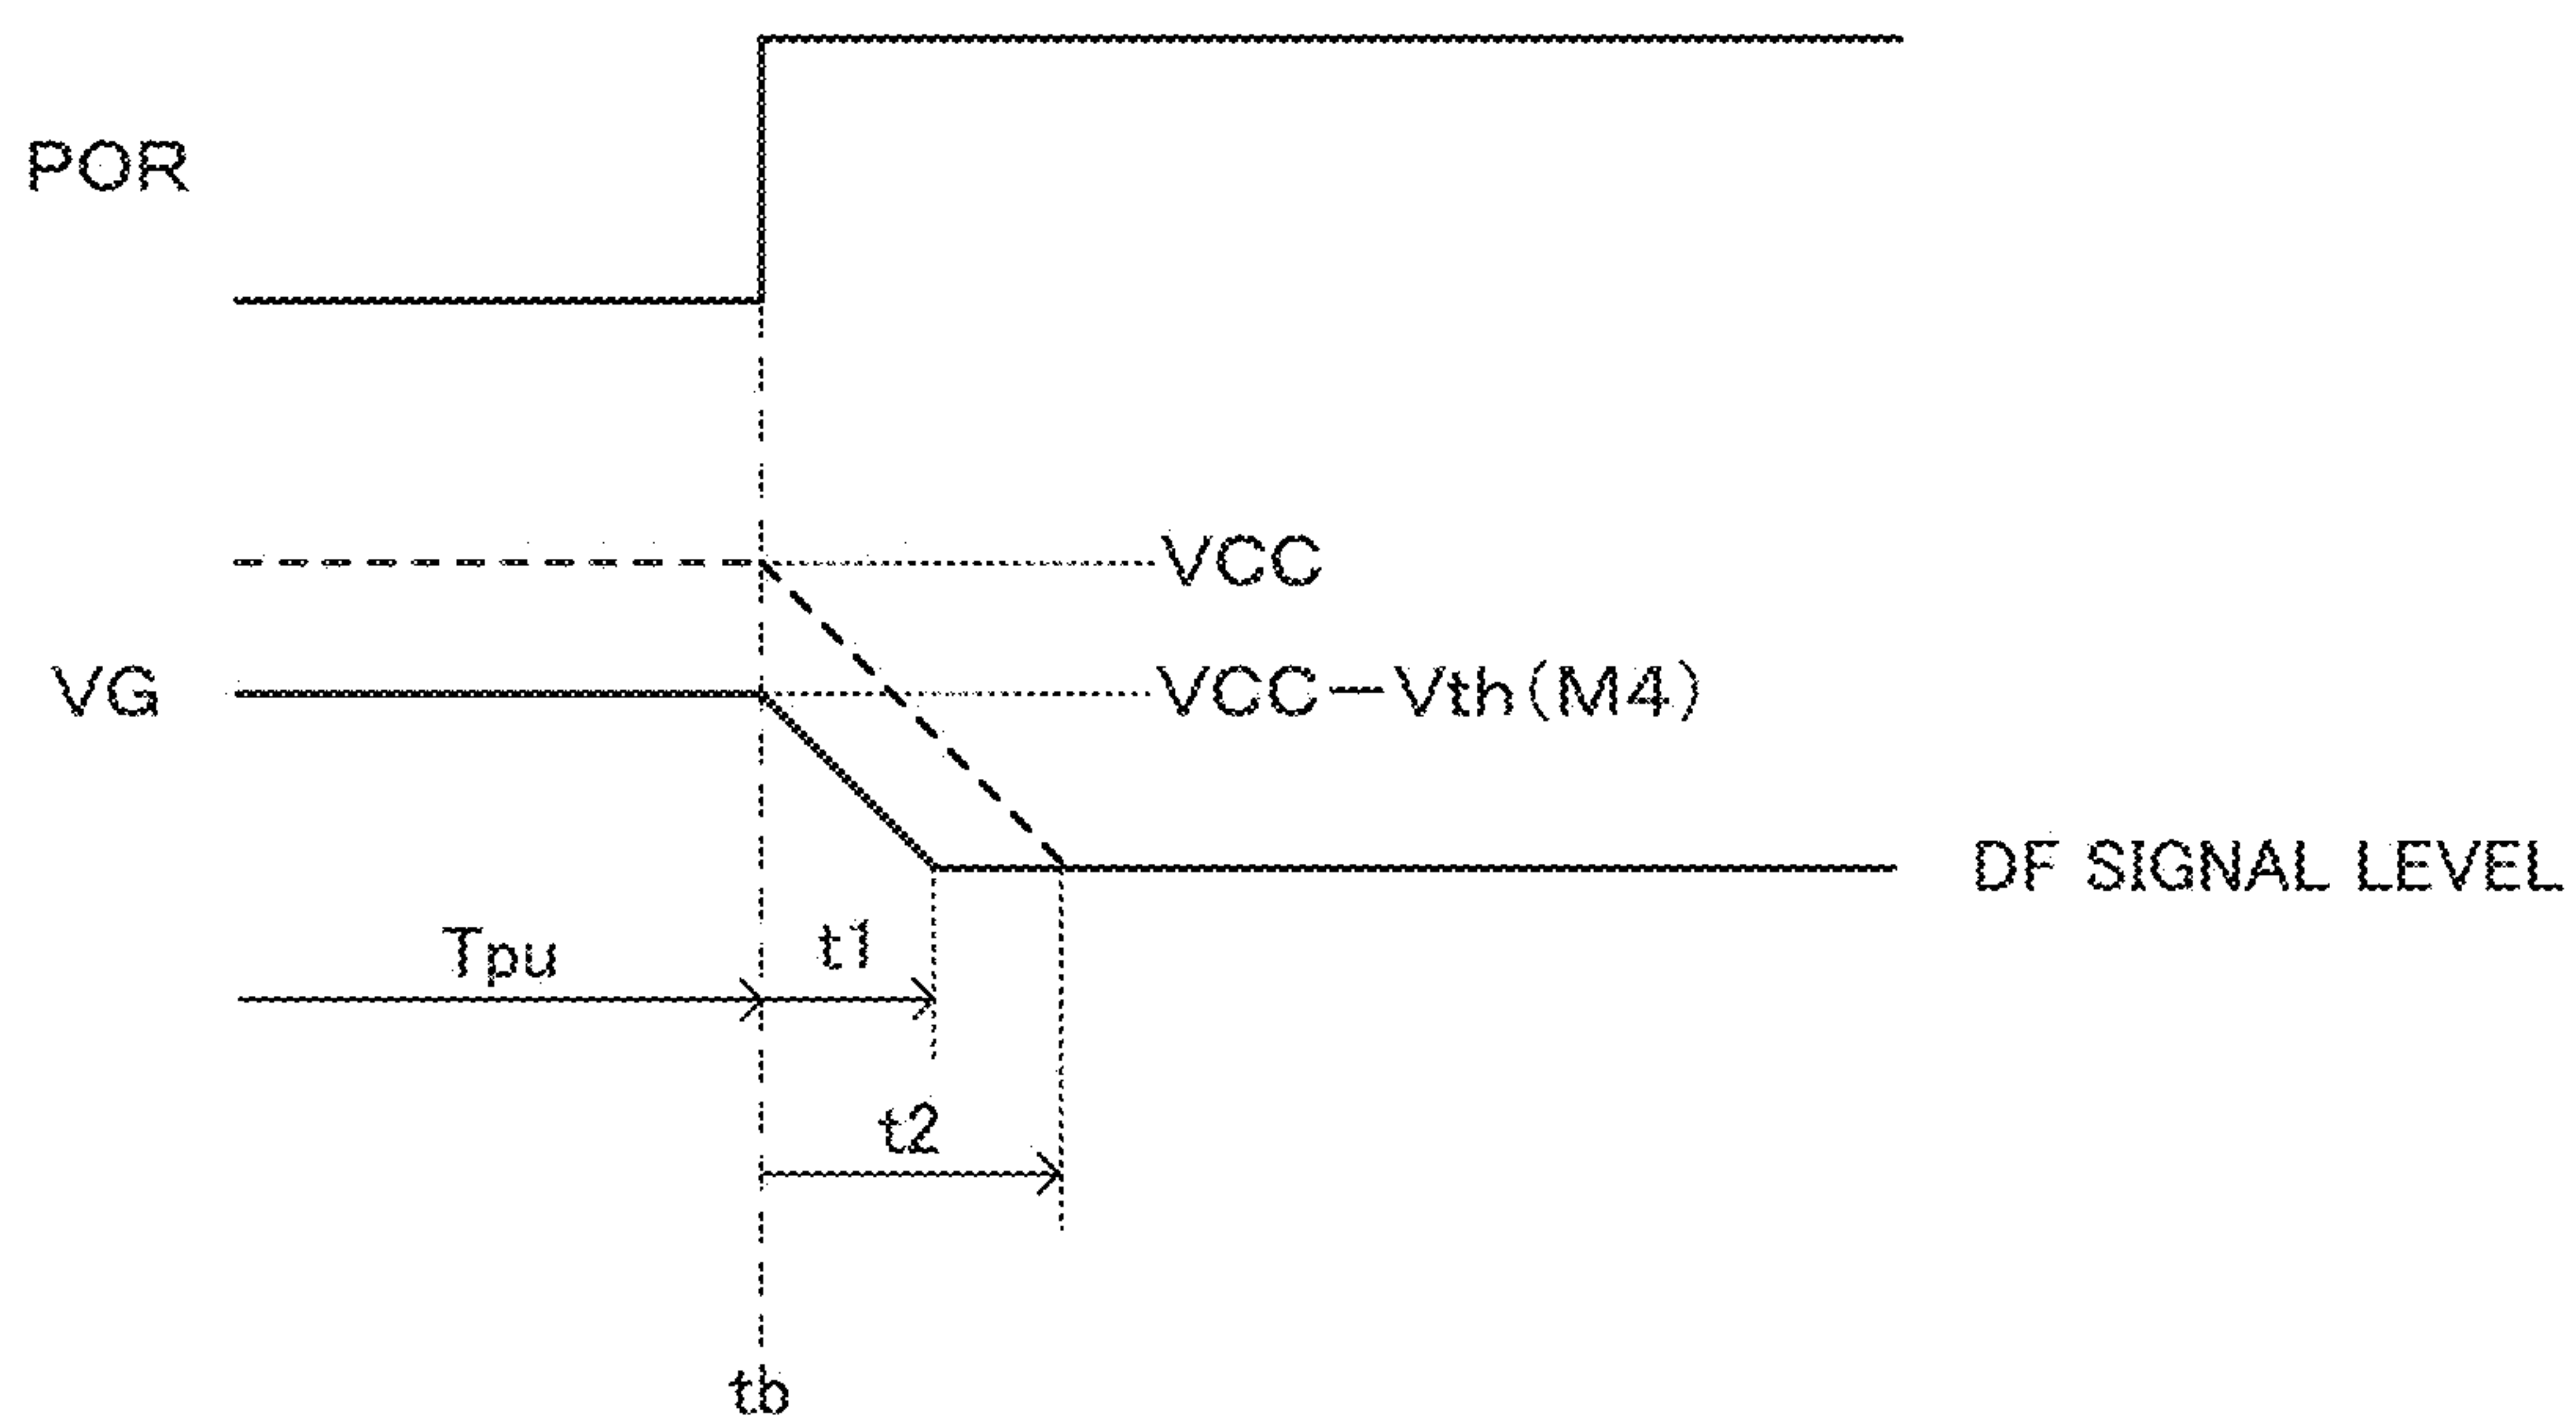 POR
VCC
VG
VCC-Vth(M4)
DF SIGNAL LEVEL
Tpu
t1
t2
tb